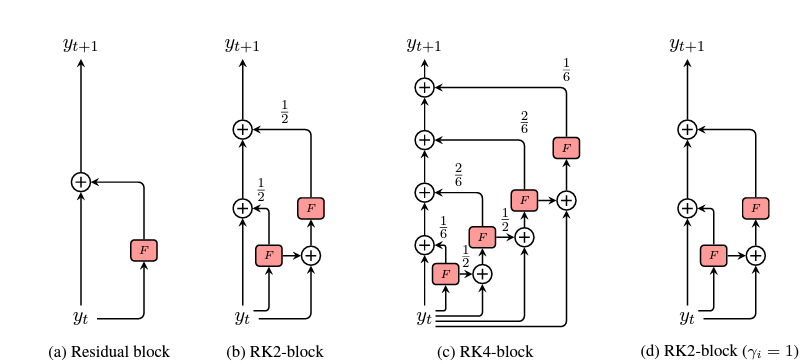 y_{t+1} y_{t+1} y_{t+1} y_{t+1}
1/6
1/2 2/6
F
1/2 2/6
F F F F
1/6 1/2
F F F F
1/2
F
y_t y_t y_t y_t
(a) Residual block (b) RK2-block (c) RK4-block (d) RK2-block (γ_i = 1)